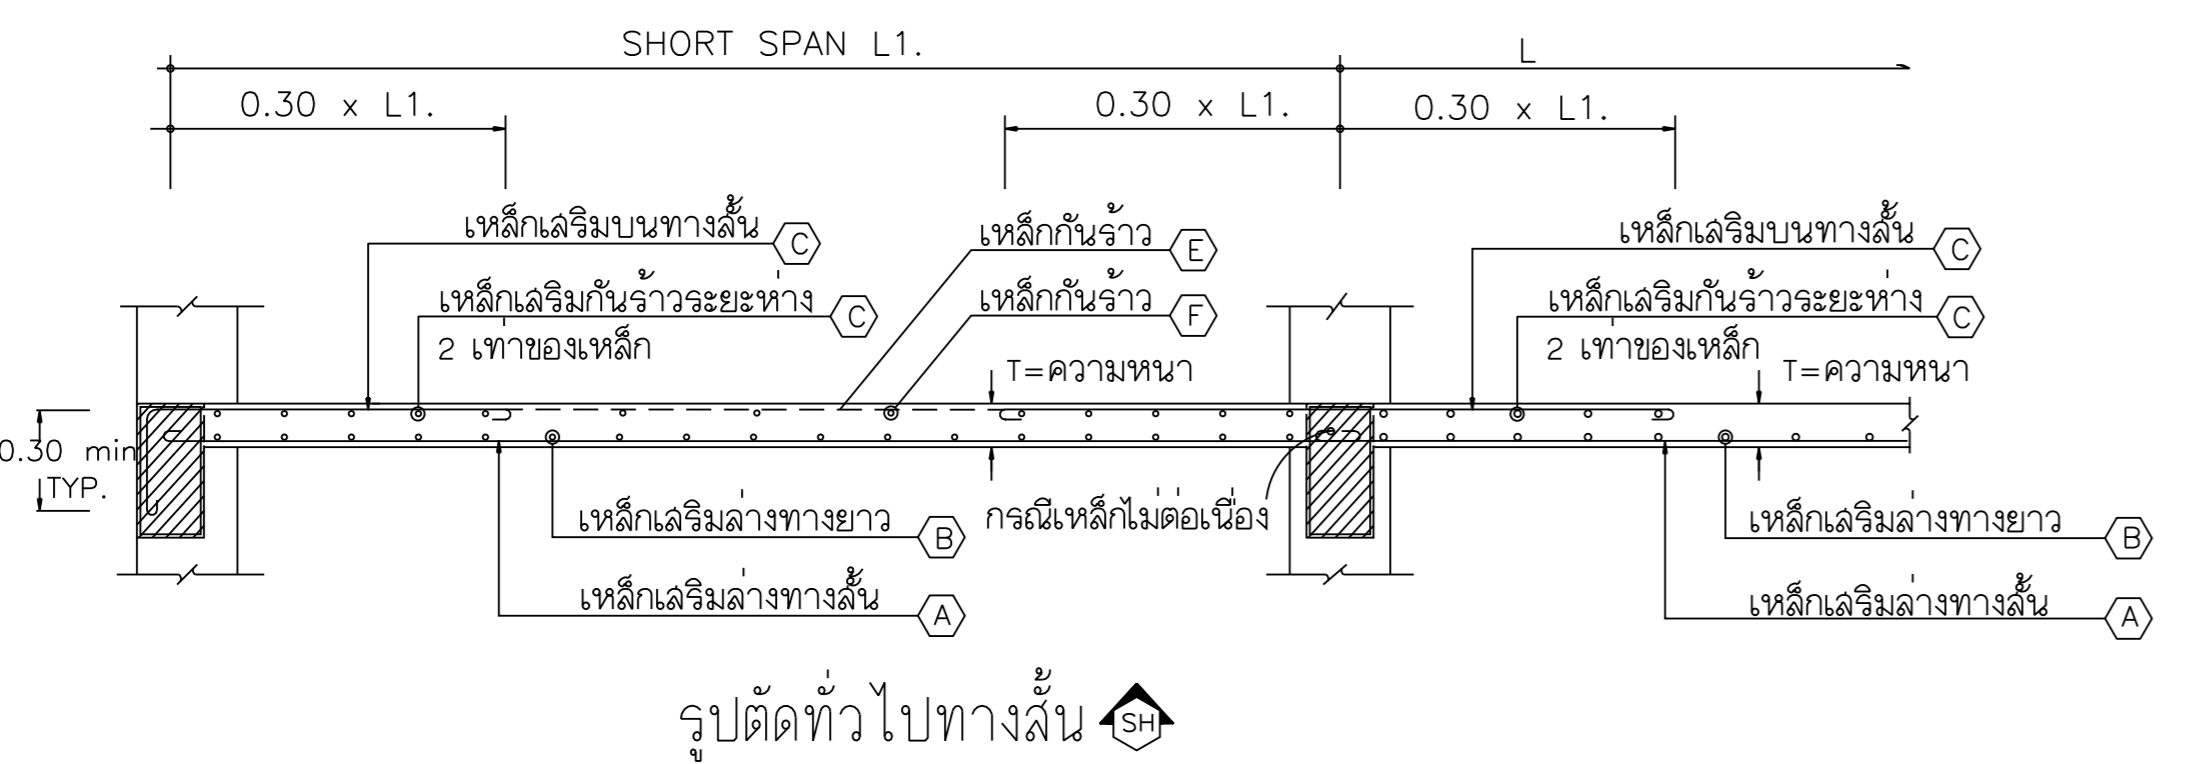 SHORT SPAN L1.
L
0.30 x L1.
0.30 x L1.
0.30 x L1.
เหล็กเสริมบนทางสั้น C
เหล็กกันร้าว E
เหล็กเสริมบนทางสั้น C
เหล็กเสริมกันร้าวระยะห่าง C
2 เท่าของเหล็ก
เหล็กกันร้าว F
เหล็กเสริมกันร้าวระยะห่าง C
2 เท่าของเหล็ก
T=ความหนา
T=ความหนา
0.30 min
TYP.
เหล็กเสริมล่างทางยาว B
กรณีเหล็กไม่ต่อเนื่อง
เหล็กเสริมล่างทางยาว B
เหล็กเสริมล่างทางสั้น A
เหล็กเสริมล่างทางสั้น A
รูปตัดทั่วไปทางสั้น SH